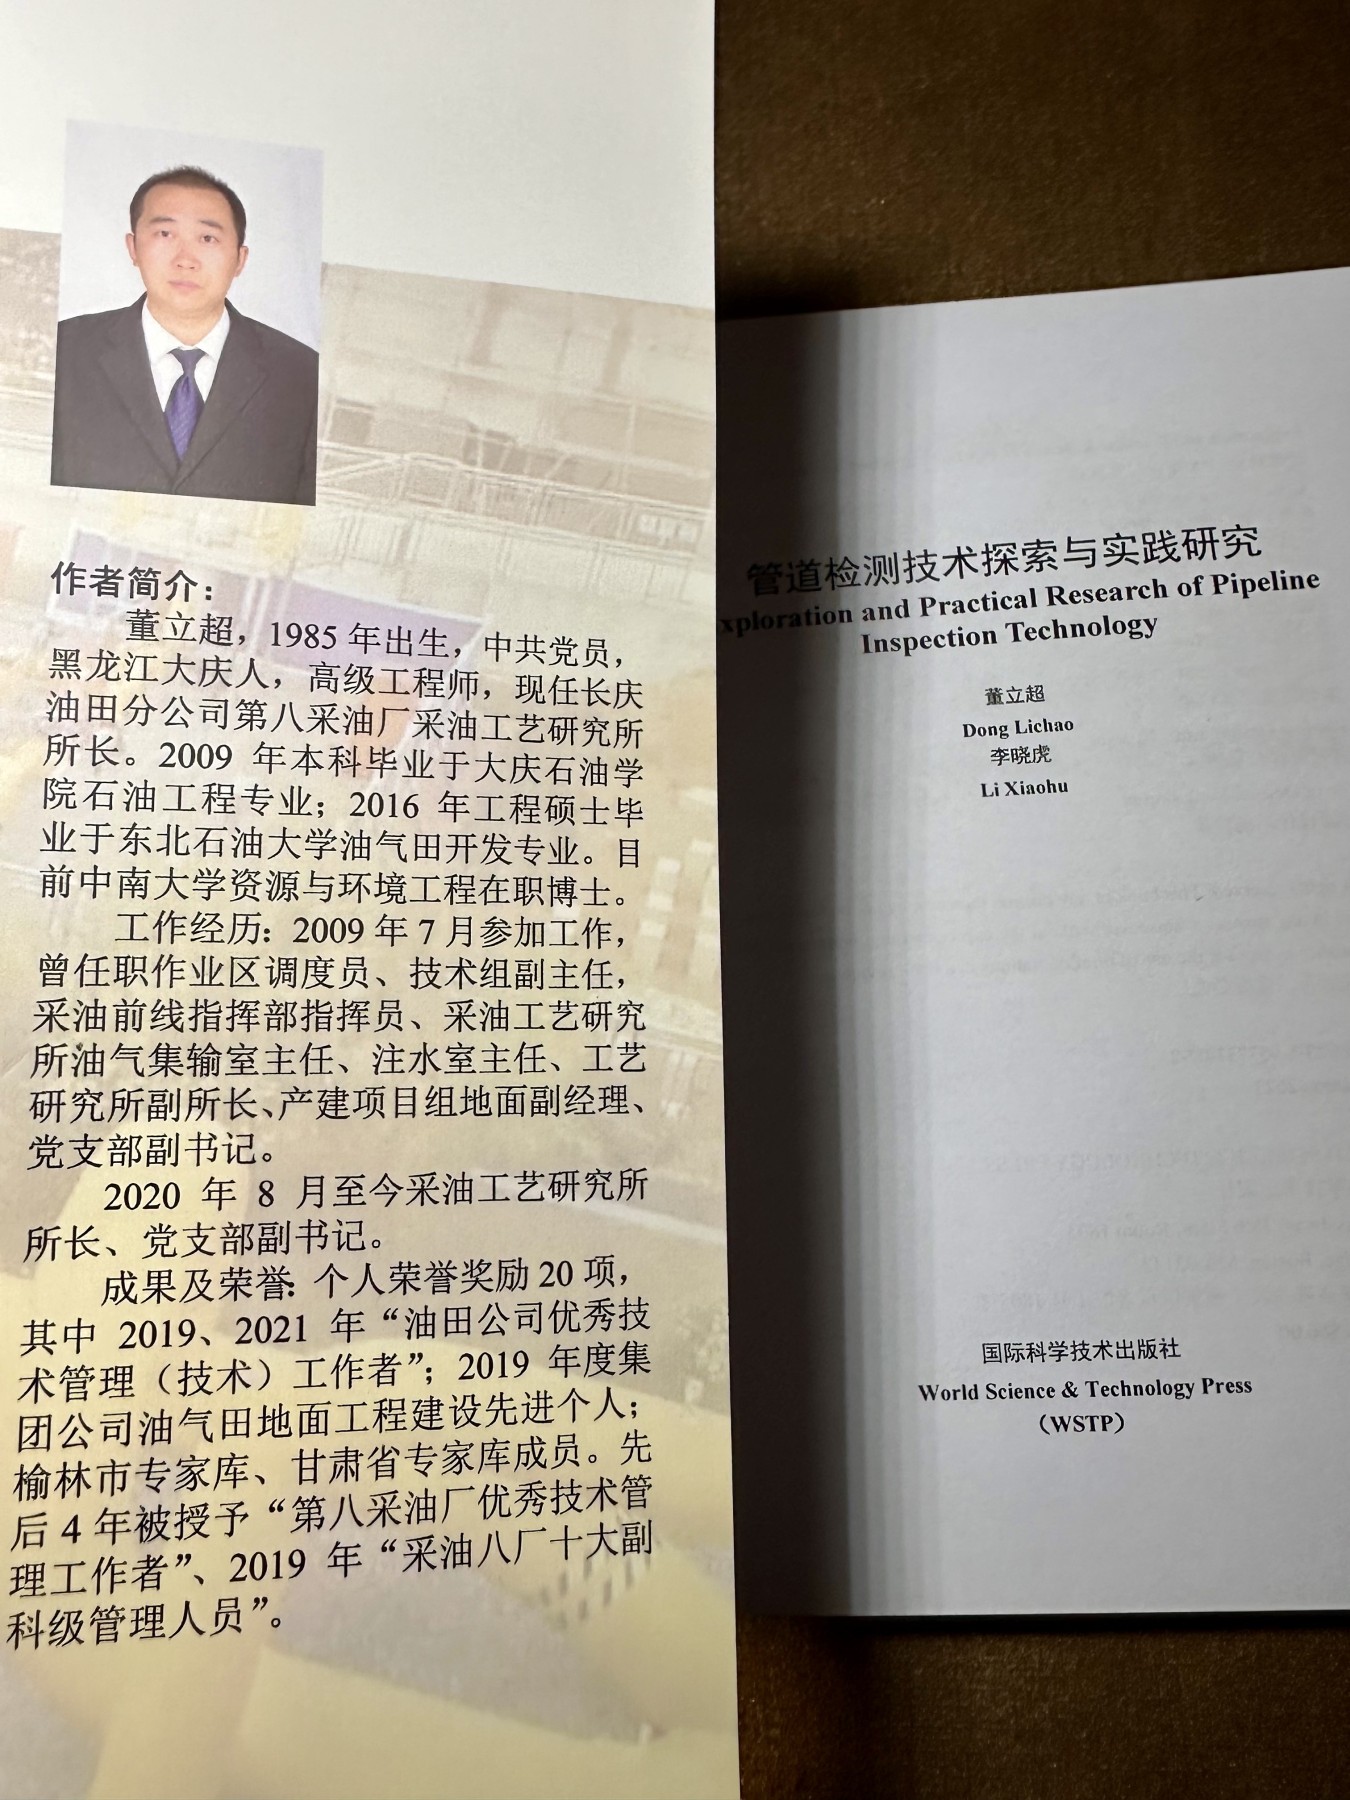 作者简介：
董立超，1985 年出生，中共党员，
黑龙江大庆人，高级工程师，现任长庆
油田分公司第八采油厂采油工艺研究所
所长。2009 年本科毕业于大庆石油学
院石油工程专业；2016 年工程硕士毕
业于东北石油大学油气田开发专业。目
前中南大学资源与环境工程在职博士。
工作经历：2009 年 7 月参加工作，
曾任职作业区调度员、技术组副主任，
采油前线指挥部指挥员、采油工艺研究
所油气集输室主任、注水室主任、工艺
研究所副所长、产建项目组地面副经理、
党支部副书记。
2020 年 8 月至今采油工艺研究所
所长、党支部副书记。
成果及荣誉：个人荣誉奖励 20 项，
其中 2019、2021 年“油田公司优秀技
术管理（技术）工作者”；2019 年度集
团公司油气田地面工程建设先进个人；
榆林市专家库、甘肃省专家库成员。先
后 4 年被授予“第八采油厂优秀技术管
理工作者”、2019 年“采油八厂十大副
科级管理人员”。
管道检测技术探索与实践研究
xploration and Practical Research of Pipeline
Inspection Technology
董立超
Dong Lichao
李晓虎
Li Xiaohu
国际科学技术出版社
World Science & Technology Press
（WSTP）